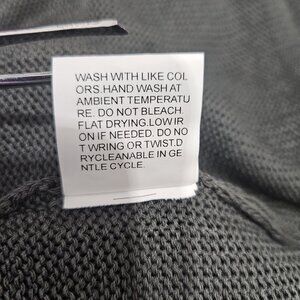 WASH WITH LIKE COL
ORS.HAND WASH AT
AMBIENT TEMPERATU
RE. DO NOT BLEACH.
FLAT DRYING.LOW IR
ON IF NEEDED. DO NO
T WRING OR TWIST.D
RYCLEANABLE IN GE
NTLE CYCLE.